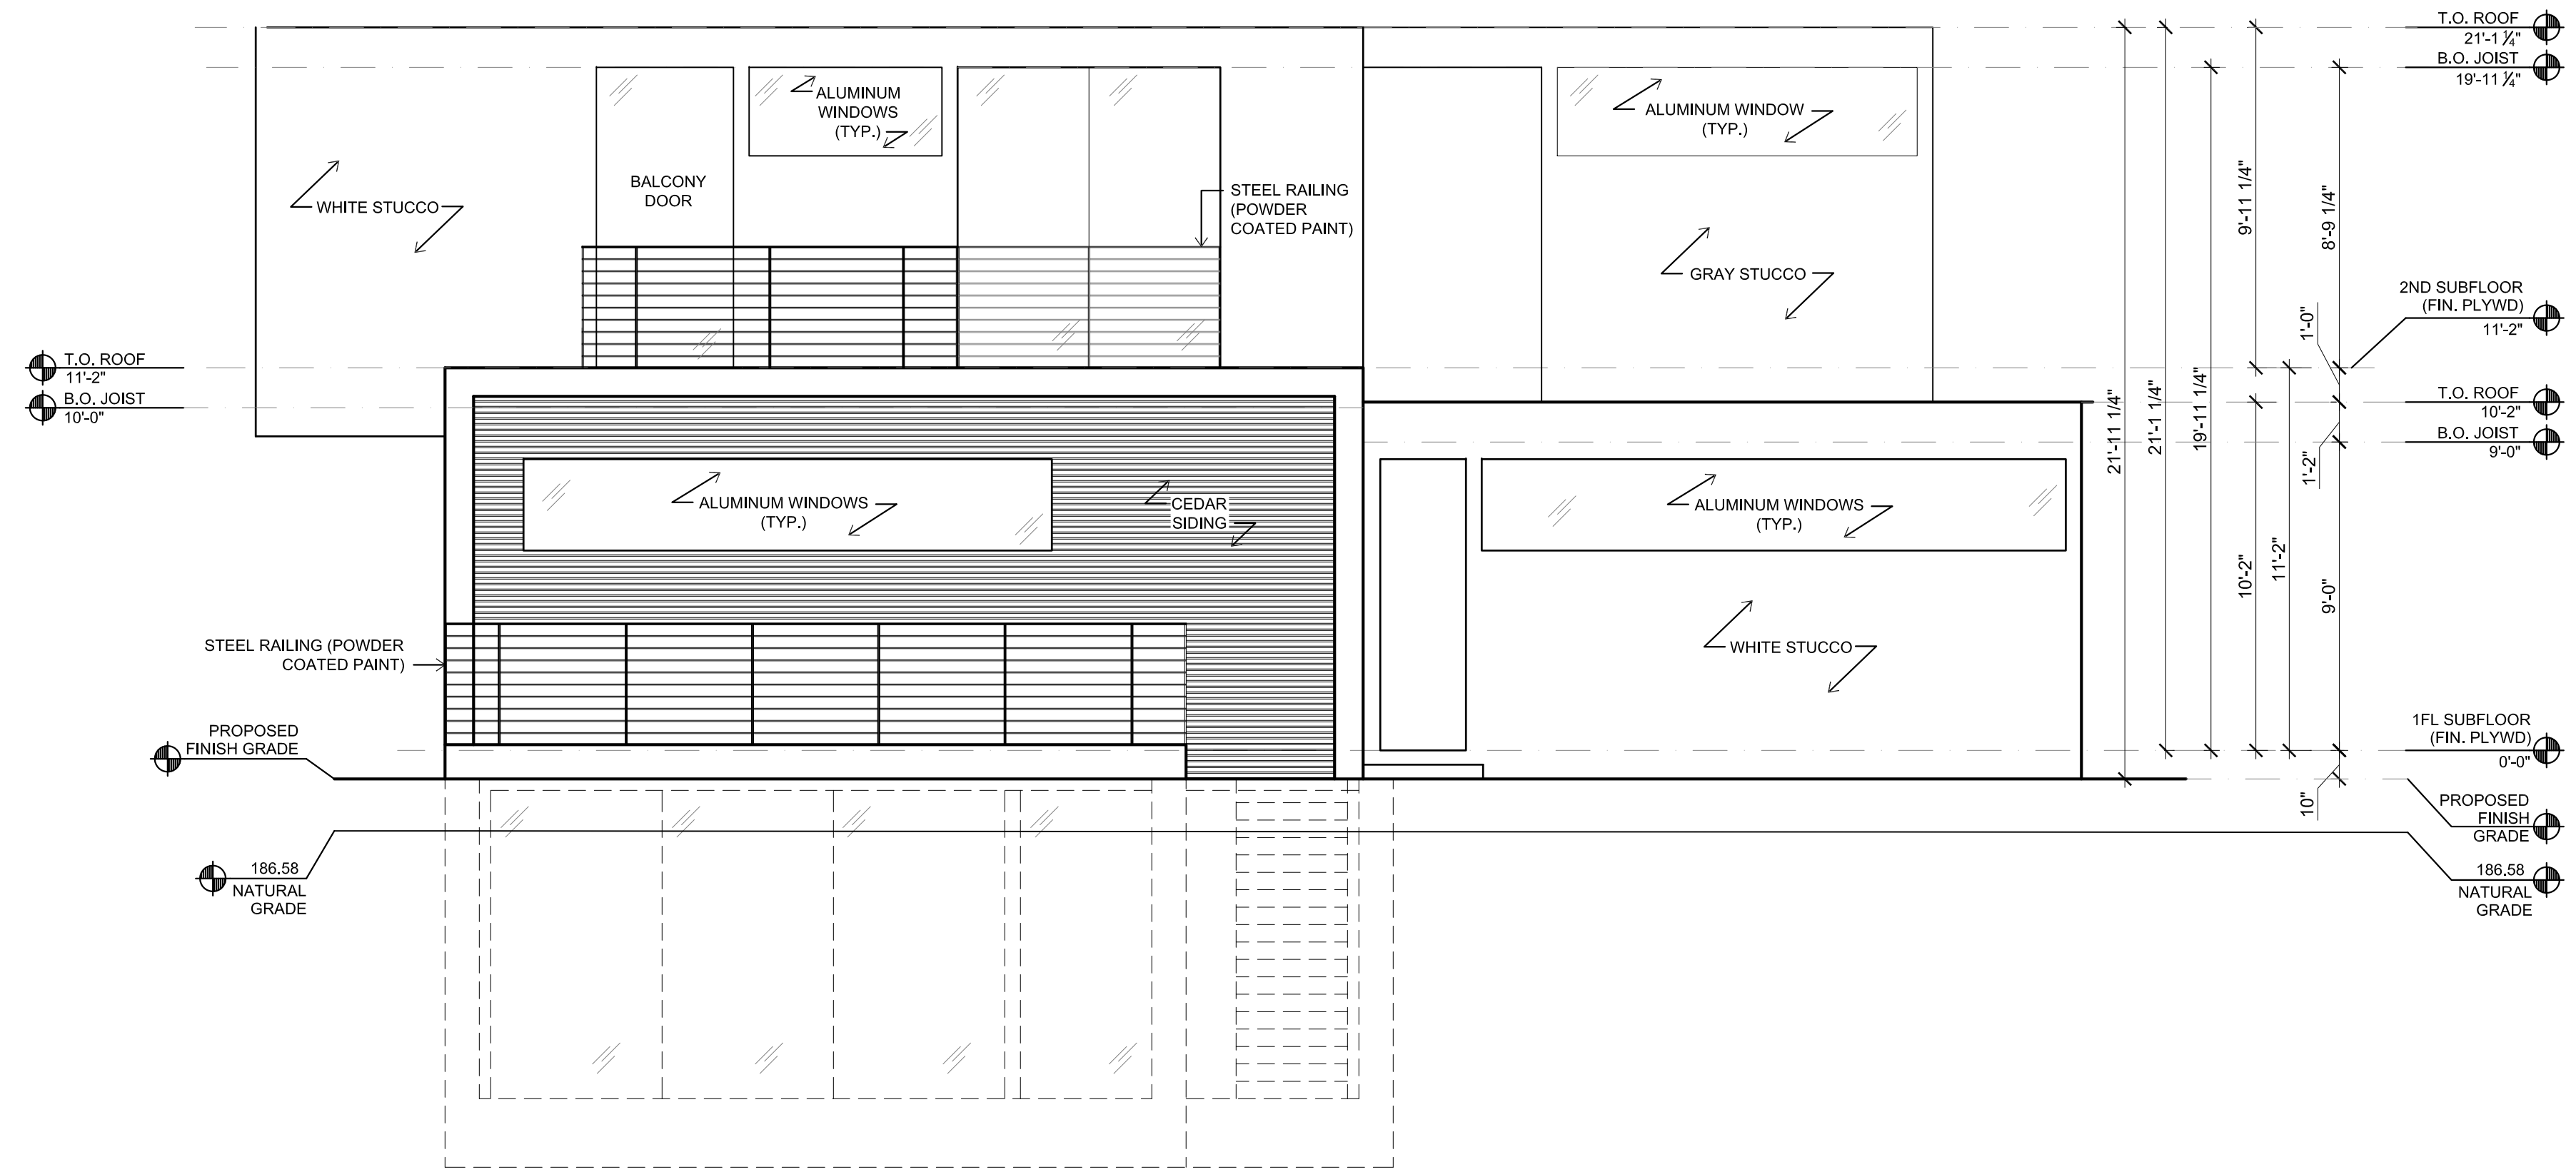 T.O. ROOF
21'-1 ¼"
B.O. JOIST
19'-11 ¼"
ALUMINUM
WINDOWS
(TYP.)
ALUMINUM WINDOW
(TYP.)
BALCONY
DOOR
WHITE STUCCO
STEEL RAILING
(POWDER
COATED PAINT)
GRAY STUCCO
9'-11 1/4"
8'-9 1/4"
2ND SUBFLOOR
(FIN. PLYWD)
11'-2"
1'-0"
T.O. ROOF
11'-2"
B.O. JOIST
10'-0"
21'-11 1/4"
21'-1 1/4"
19'-11 1/4"
T.O. ROOF
10'-2"
B.O. JOIST
9'-0"
1'-2"
ALUMINUM WINDOWS
(TYP.)
CEDAR
SIDING
ALUMINUM WINDOWS
(TYP.)
10'-2"
11'-2"
9'-0"
STEEL RAILING (POWDER
COATED PAINT)
WHITE STUCCO
PROPOSED
FINISH GRADE
1FL SUBFLOOR
(FIN. PLYWD)
0'-0"
10"
PROPOSED
FINISH
GRADE
186.58
NATURAL
GRADE
186.58
NATURAL
GRADE